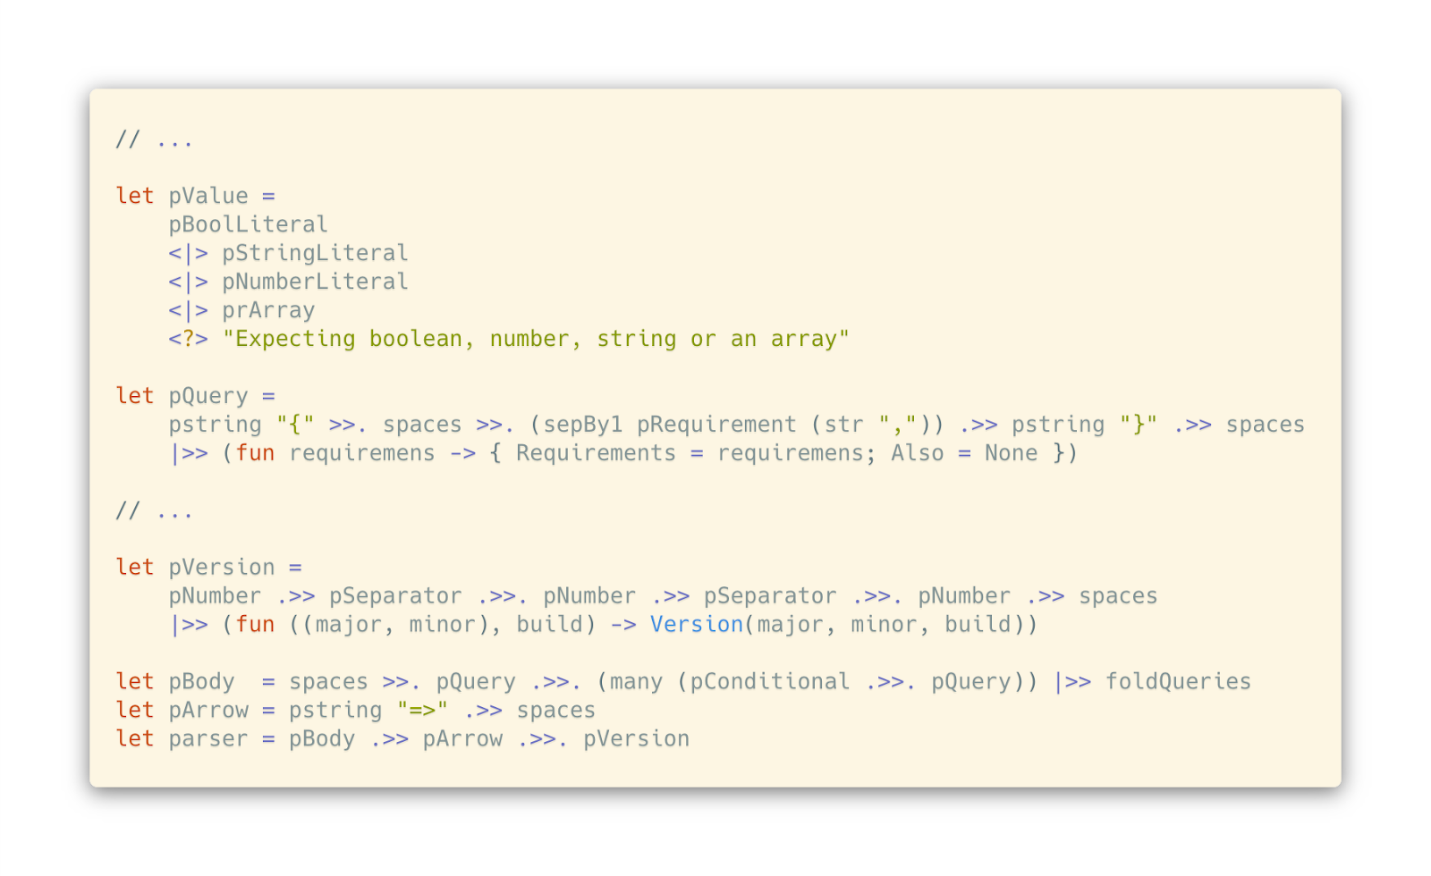 // ...
let pValue =
    pBoolLiteral
    <|> pStringLiteral
    <|> pNumberLiteral
    <|> prArray
    <?> "Expecting boolean, number, string or an array"
let pQuery =
    pstring "{" >>. spaces >>. (sepBy1 pRequirement (str ",")) .>> pstring "}" .>> spaces
    |>> (fun requiremens -> { Requirements = requiremens; Also = None })
// ...
let pVersion =
    pNumber .>> pSeparator .>>. pNumber .>> pSeparator .>>. pNumber .>> spaces
    |>> (fun ((major, minor), build) -> Version(major, minor, build))
let pBody  = spaces >>. pQuery .>>. (many (pConditional .>>. pQuery)) |>> foldQueries
let pArrow = pstring "=>" .>> spaces
let parser = pBody .>> pArrow .>>. pVersion